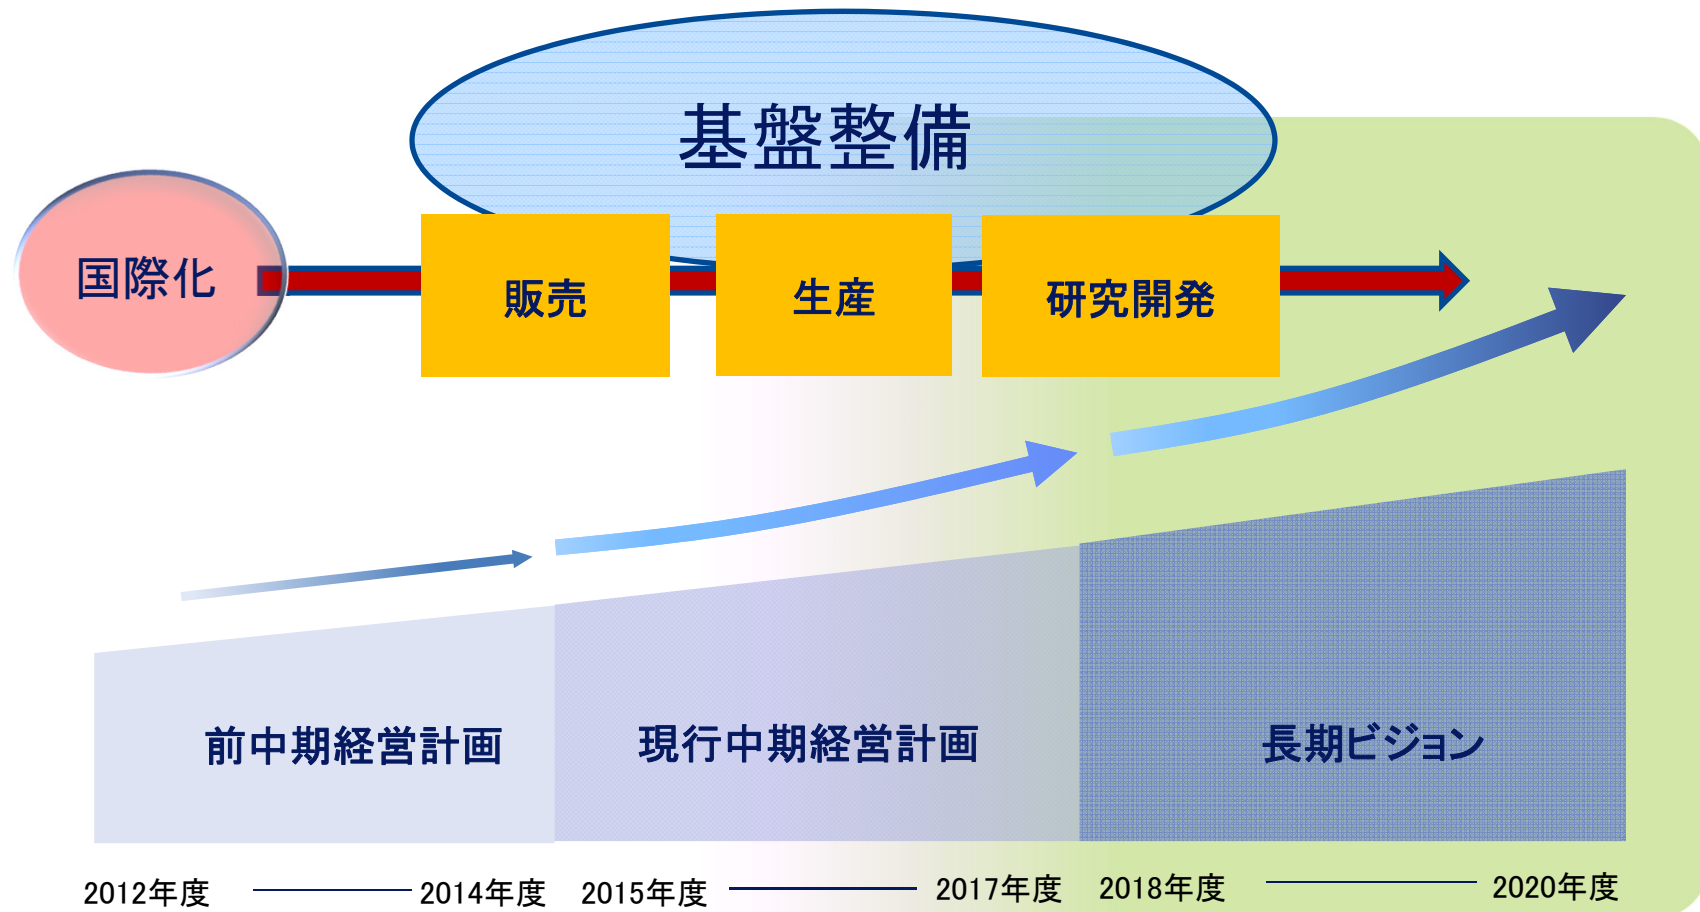 基盤整備
国際化
販売
生産
研究開発
前中期経営計画
現行中期経営計画
長期ビジョン
2012年度
2014年度
2015年度
2017年度
2018年度
2020年度